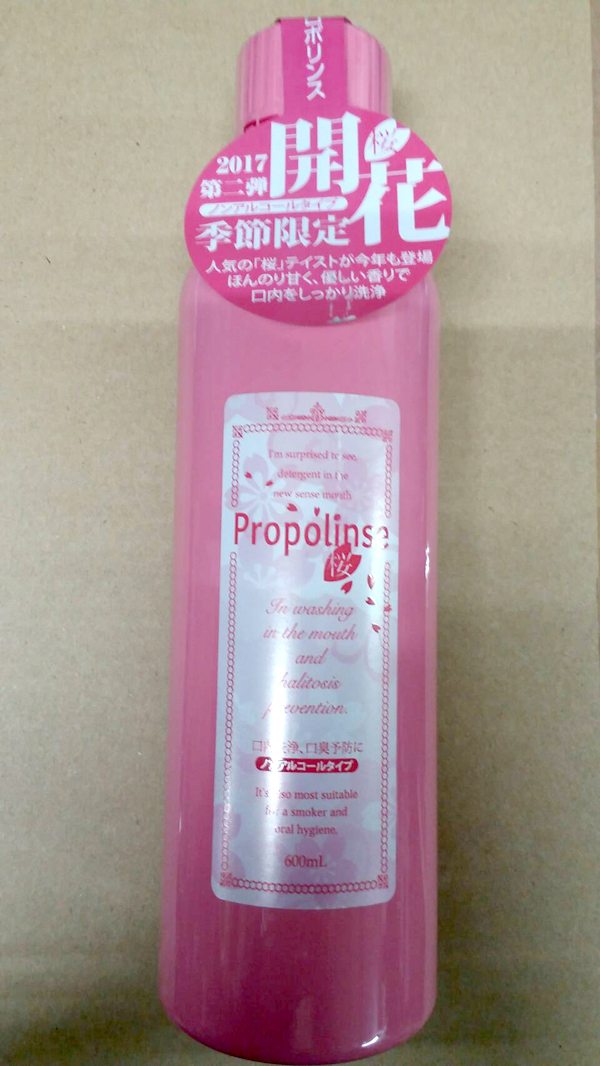 ロポリンス
開花
桜
2017
第二弾
ノンアルコールタイプ
季節限定
人気の「桜」テイストが今年も登場
ほんのり甘く、優しい香りで
口内をしっかり洗浄
I'm surprised to see,
detergent in the
new sense mouth
Propolinse
桜
In washing
in the mouth
and
halitosis
prevention.
口内洗浄、口臭予防に
ノンアルコールタイプ
It's also most suitable
for a smoker and
oral hygiene.
600mL